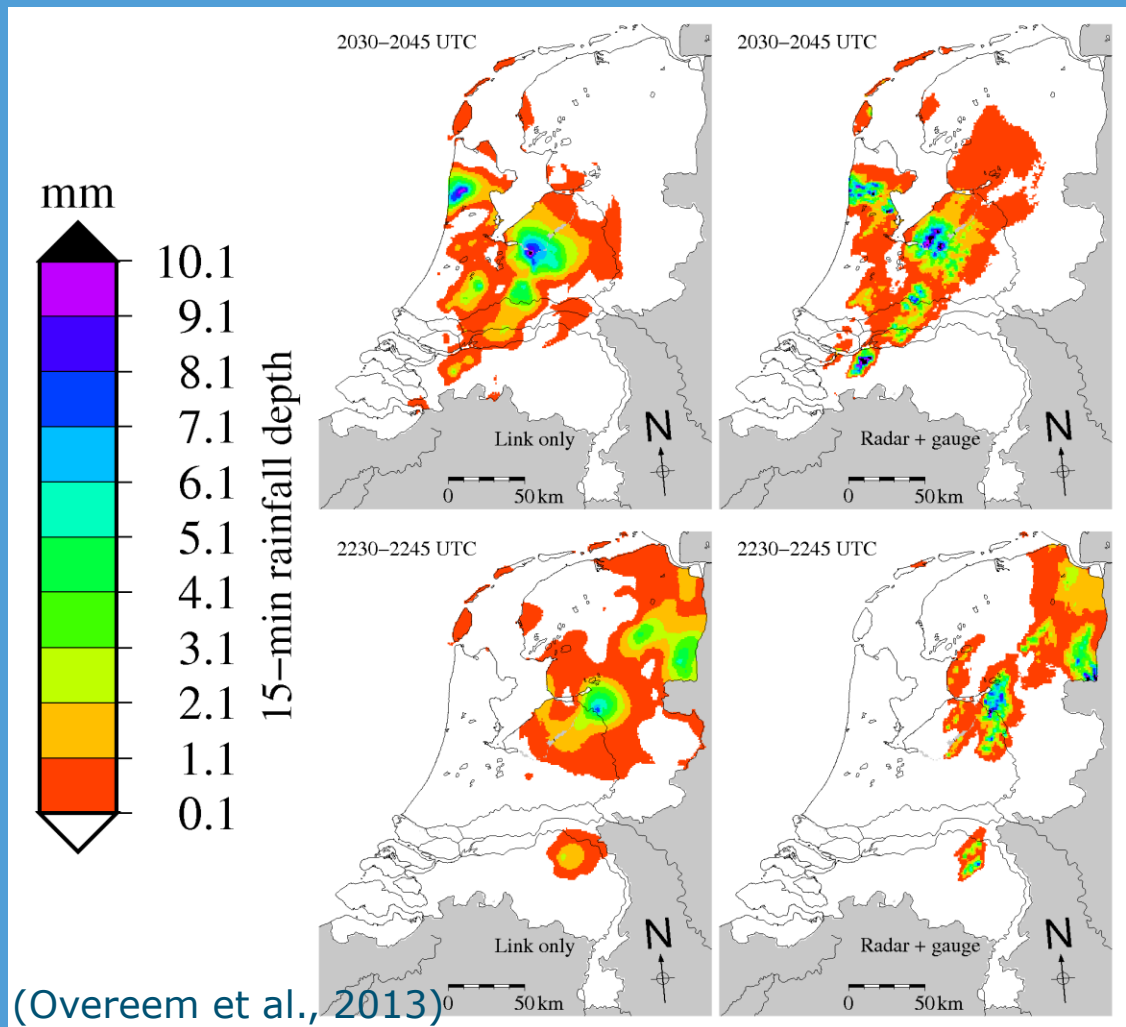 mm
10.1
9.1
8.1
7.1
6.1
5.1
4.1
3.1
2.1
1.1
0.1
15−min rainfall depth
2030−2045 UTC
N
Link only
0 50 km
2030−2045 UTC
N
Radar + gauge
0 50 km
2230−2245 UTC
N
Link only
0 50 km
2230−2245 UTC
N
Radar + gauge
0 50 km
(Overeem et al., 2013)